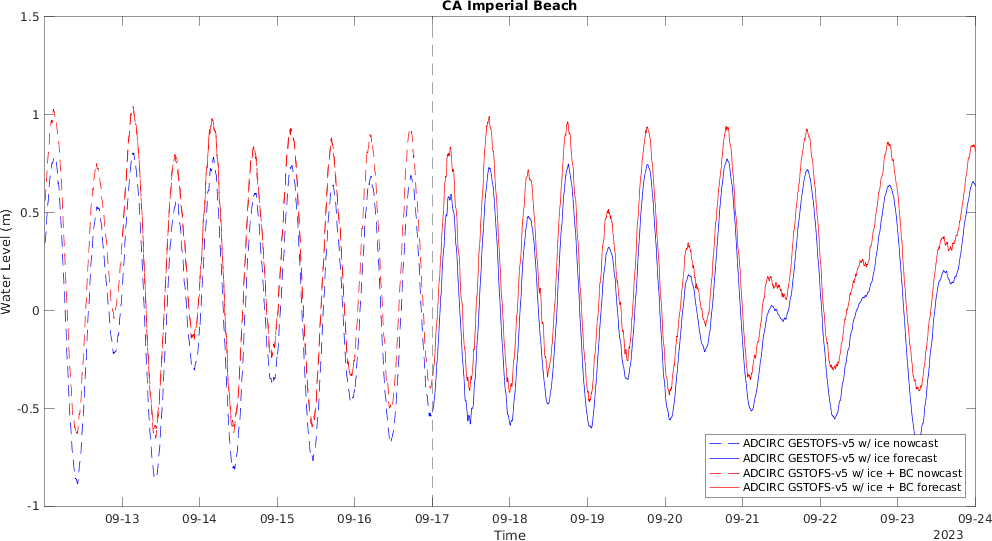 CA Imperial Beach
1.5
1
0.5
0
-0.5
-1
Water Level (m)
09-13 09-14 09-15 09-16 09-17 09-18 09-19 09-20 09-21 09-22 09-23 09-24
Time
2023
ADCIRC GESTOFS-v5 w/ ice nowcast
ADCIRC GESTOFS-v5 w/ ice forecast
ADCIRC GSTOFS-v5 w/ ice + BC nowcast
ADCIRC GSTOFS-v5 w/ ice + BC forecast